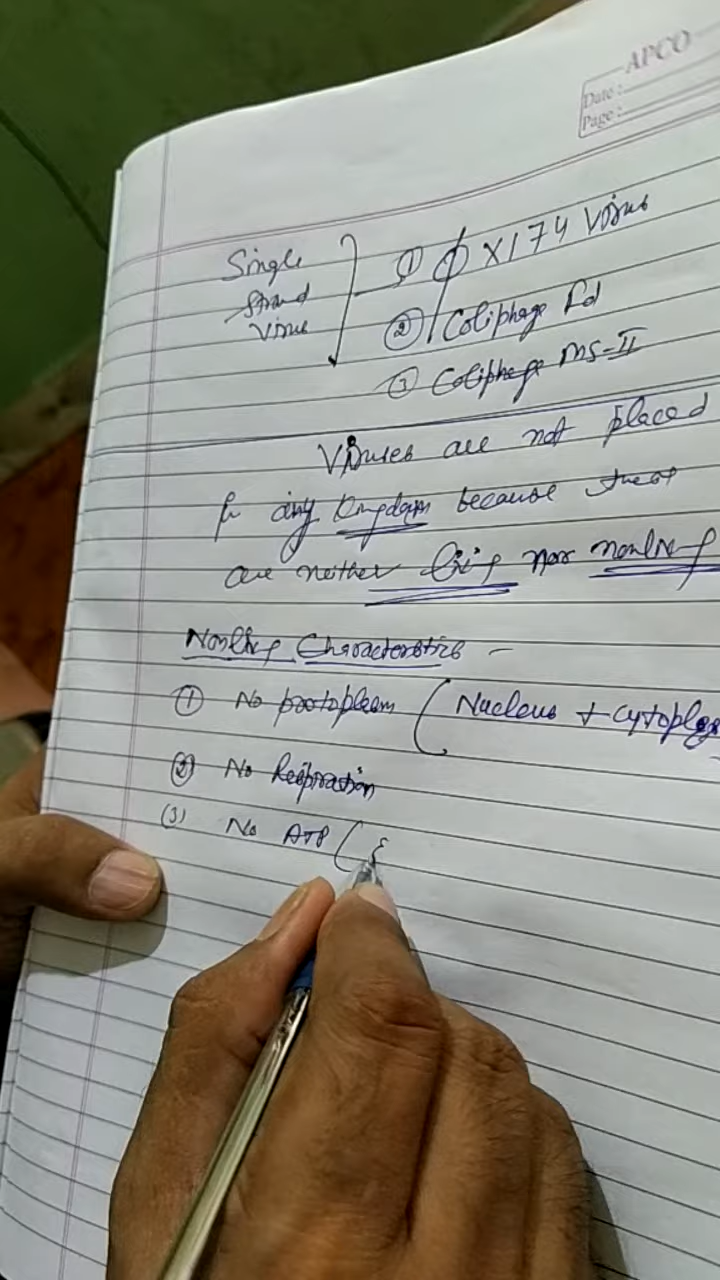 APCO
Date :
Page :
Single
Strand
Virus
① ϕ X174 Virus
② Coliphage fd
③ Coliphage MS-II
Viruses are not placed
in any Kingdom because these
are neither living nor nonliving
Nonliving Characteristics -
① No protoplasm ( Nucleus + cytoplasm
② No Respiration
(3) No ATP (